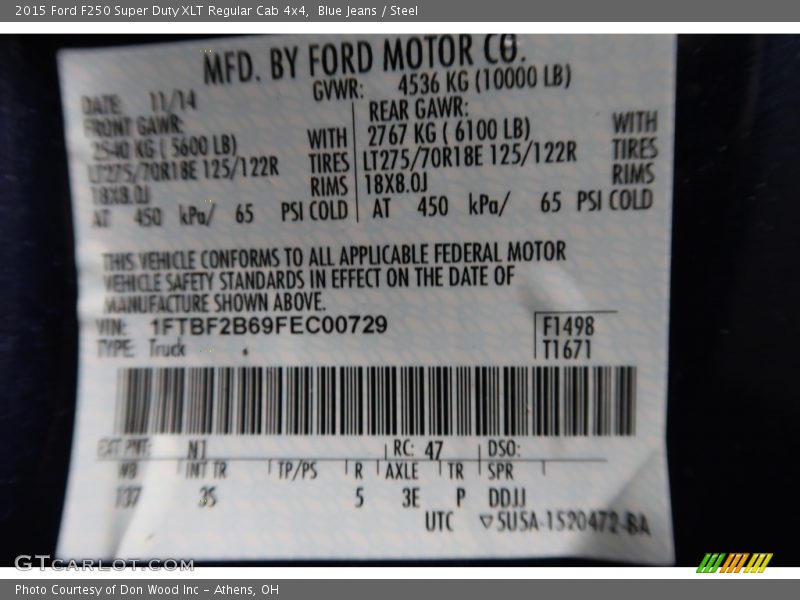 2015 Ford F250 Super Duty XLT Regular Cab 4x4,  Blue Jeans / Steel
MFD. BY FORD MOTOR CO.
DATE: 11/14
GVWR: 4536 KG (10000 LB)
FRONT GAWR:
2540 KG ( 5600 LB) WITH
LT275/70R18E 125/122R TIRES
18X8.0J RIMS
AT 450 kPa/ 65 PSI COLD
REAR GAWR:
2767 KG ( 6100 LB) WITH
LT275/70R18E 125/122R TIRES
18X8.0J RIMS
AT 450 kPa/ 65 PSI COLD
THIS VEHICLE CONFORMS TO ALL APPLICABLE FEDERAL MOTOR
VEHICLE SAFETY STANDARDS IN EFFECT ON THE DATE OF
MANUFACTURE SHOWN ABOVE.
VIN: 1FTBF2B69FEC00729
TYPE: Truck
F1498
T1671
EXT PNT: N1 RC: 47 DSO:
WB INT TR TP/PS R AXLE TR SPR
137 3S 5 3E P DDJJ
UTC ▽5U5A-1520472-BA
GTCARLOT.COM
Photo Courtesy of Don Wood Inc - Athens, OH